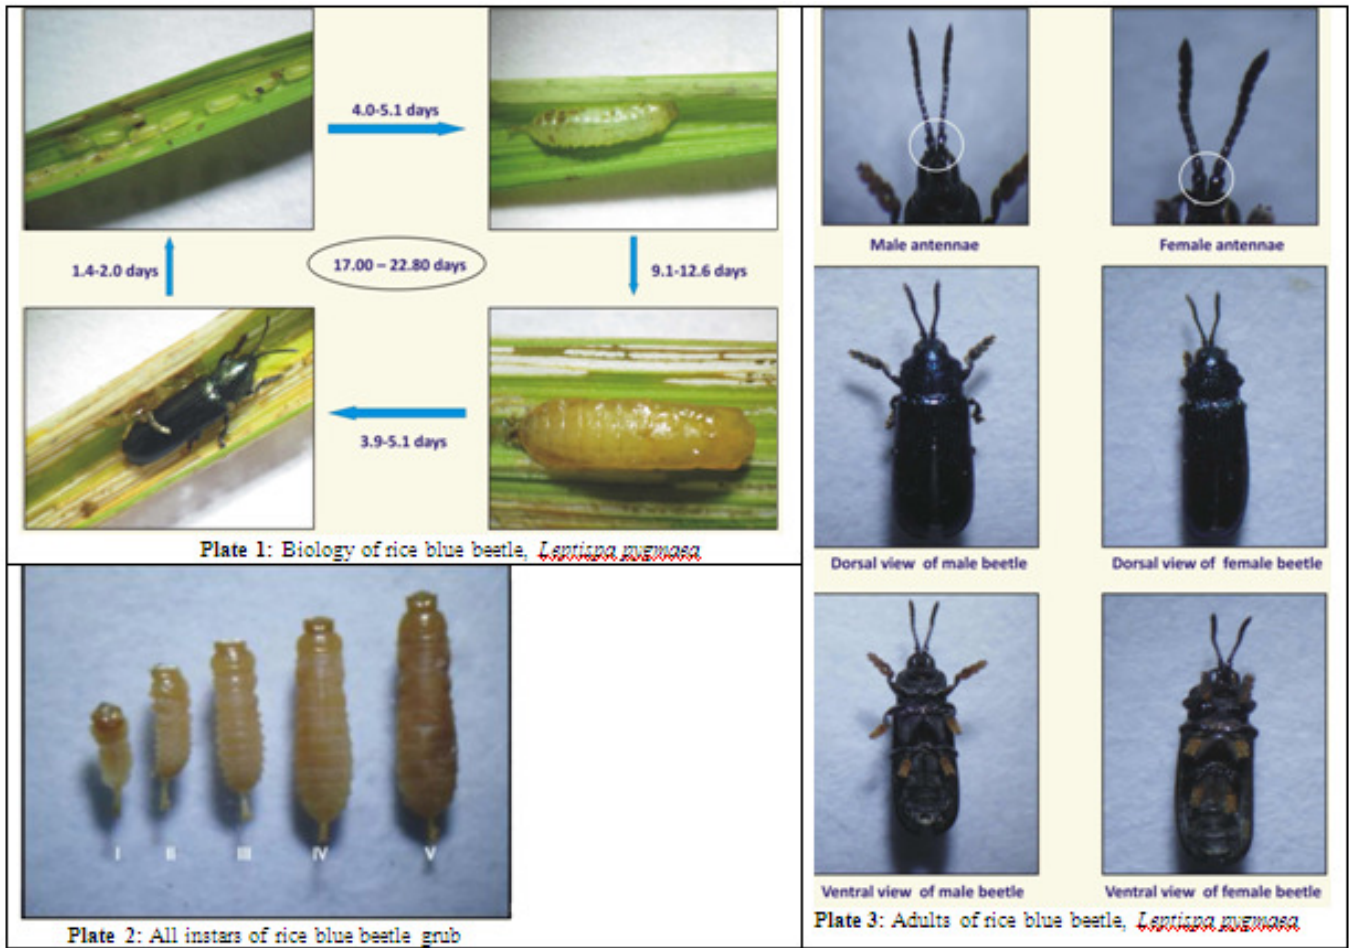 4.0-5.1 days
1.4-2.0 days
17.00 – 22.80 days
9.1-12.6 days
3.9-5.1 days
Plate 1: Biology of rice blue beetle, Leptispa pygmaea
I II III IV V
Plate 2: All instars of rice blue beetle grub
Male antennae
Female antennae
Dorsal view of male beetle
Dorsal view of female beetle
Ventral view of male beetle
Ventral view of female beetle
Plate 3: Adults of rice blue beetle, Leptispa pygmaea